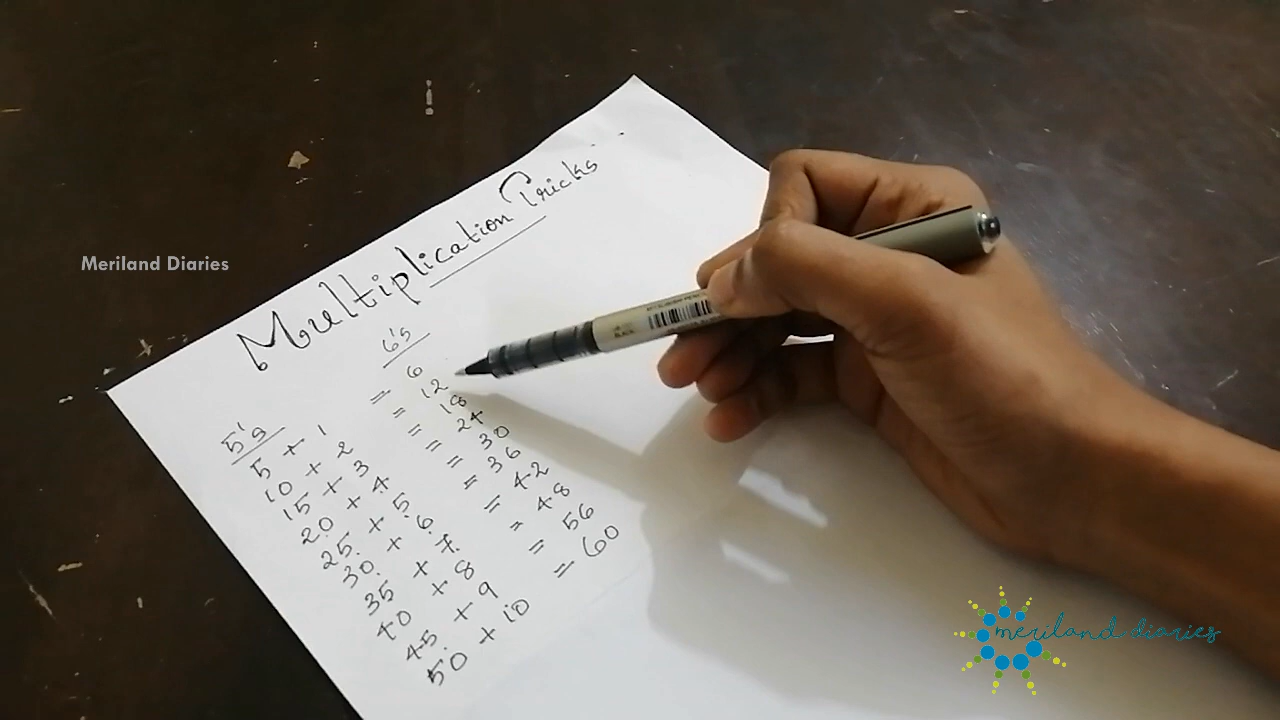 Meriland Diaries
Multiplication Tricks
5's 6's
5 + 1 = 6
10 + 2 = 12
15 + 3 = 18
20 + 4 = 24
25 + 5 = 30
30 + 6 = 36
35 + 7 = 42
40 + 8 = 48
45 + 9 = 56
50 + 10 = 60
BLACK
meriland diaries